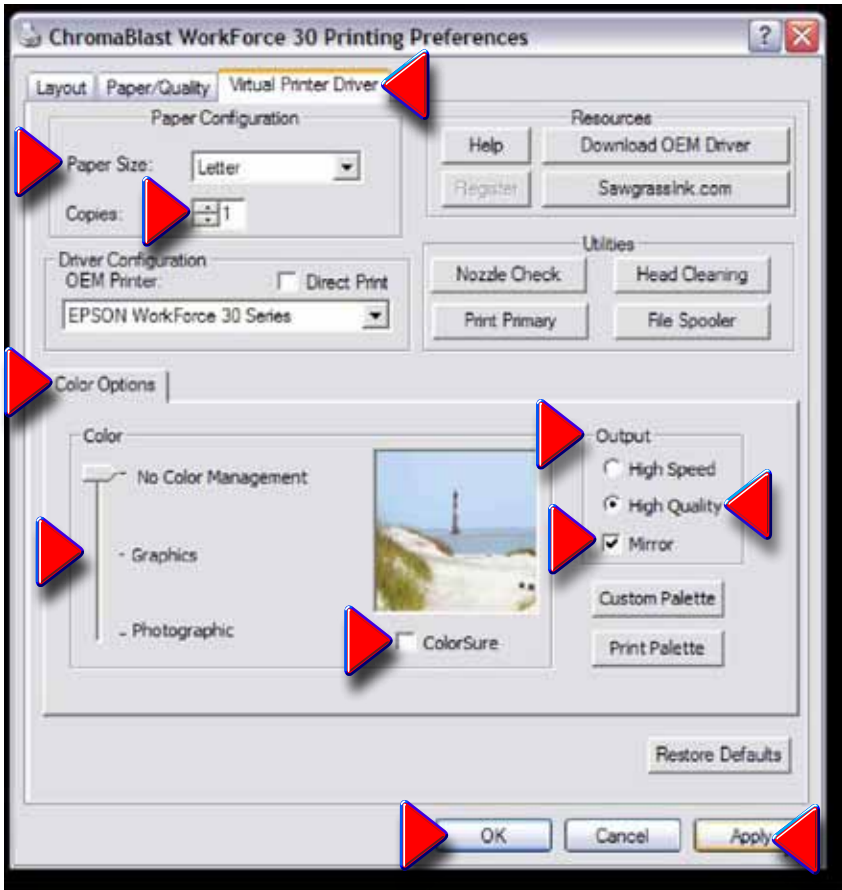 ChromaBlast WorkForce 30 Printing Preferences
Layout Paper/Quality Virtual Printer Driver
Paper Configuration
Paper Size: Letter
Copies: 1
Resources
Help Download OEM Driver
Register SawgrassInk.com
Driver Configuration
OEM Printer: Direct Print
EPSON WorkForce 30 Series
Utilities
Nozzle Check Head Cleaning
Print Primary File Spooler
Color Options
Color
No Color Management
Graphics
Photographic
ColorSure
Output
High Speed
High Quality
Mirror
Custom Palette
Print Palette
Restore Defaults
OK Cancel Apply